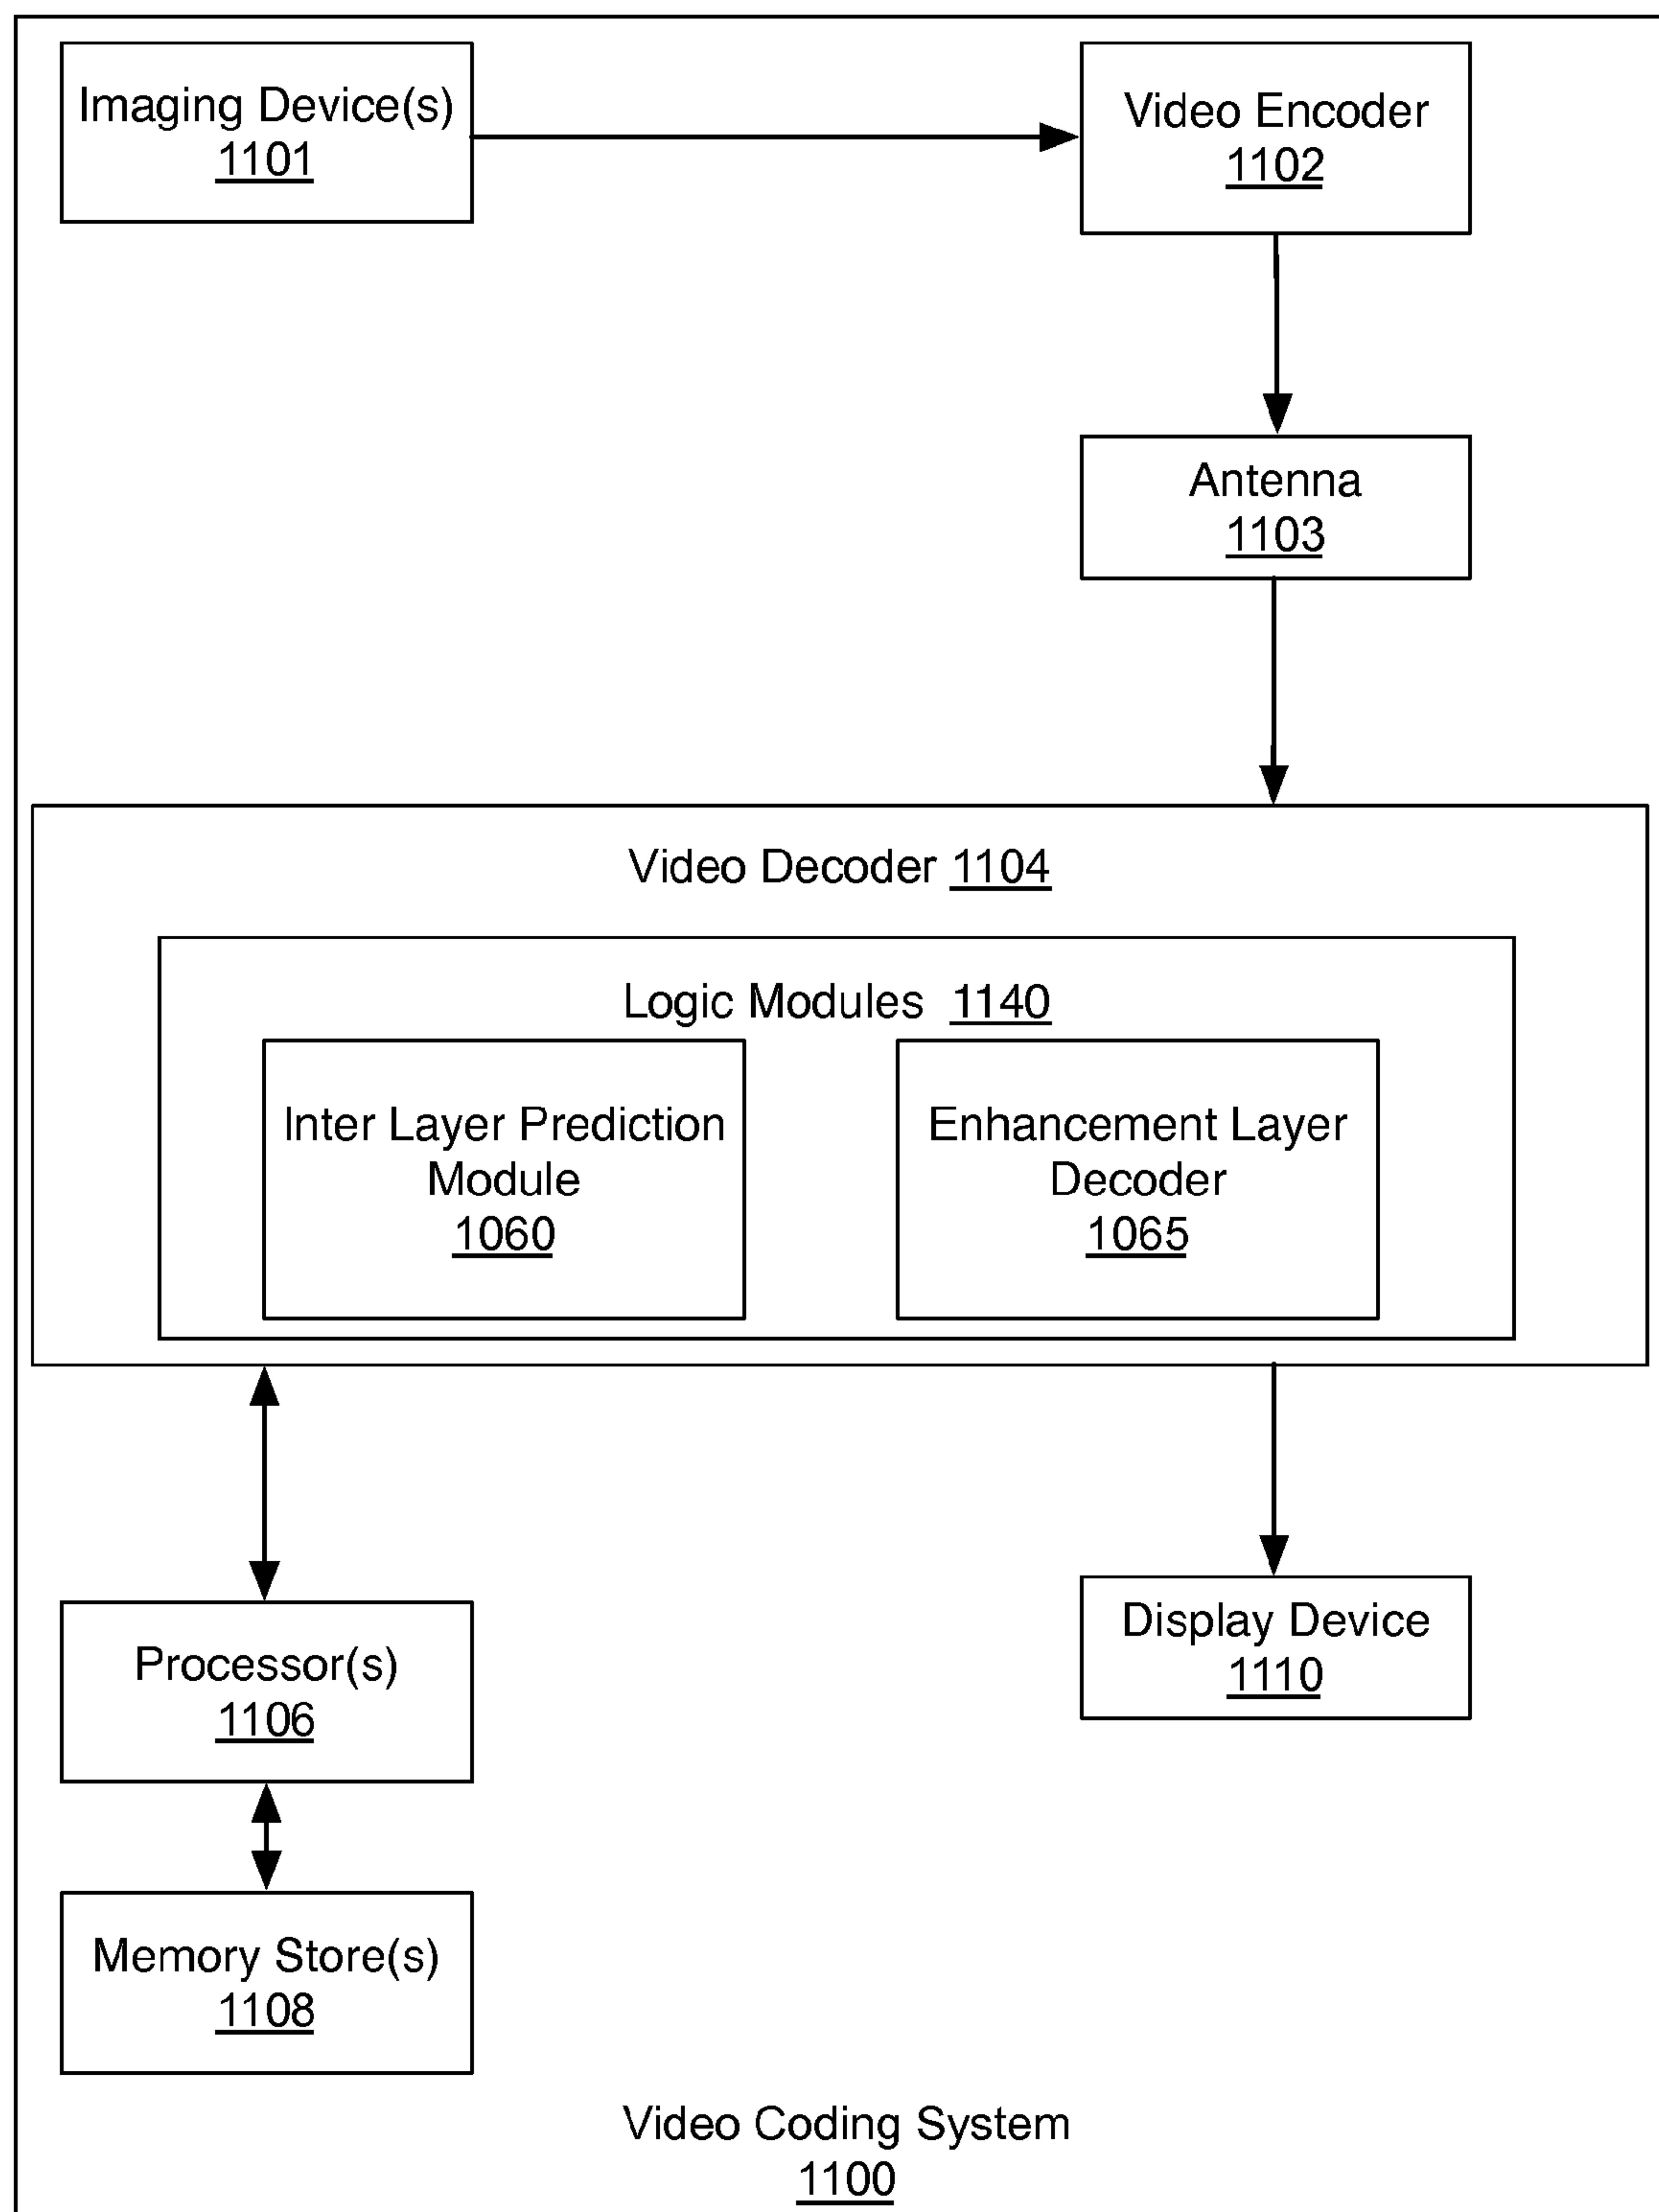 Imaging Device(s)
1101
Video Encoder
1102
Antenna
1103
Video Decoder 1104
Logic Modules 1140
Inter Layer Prediction
Module
1060
Enhancement Layer
Decoder
1065
Processor(s)
1106
Display Device
1110
Memory Store(s)
1108
Video Coding System
1100